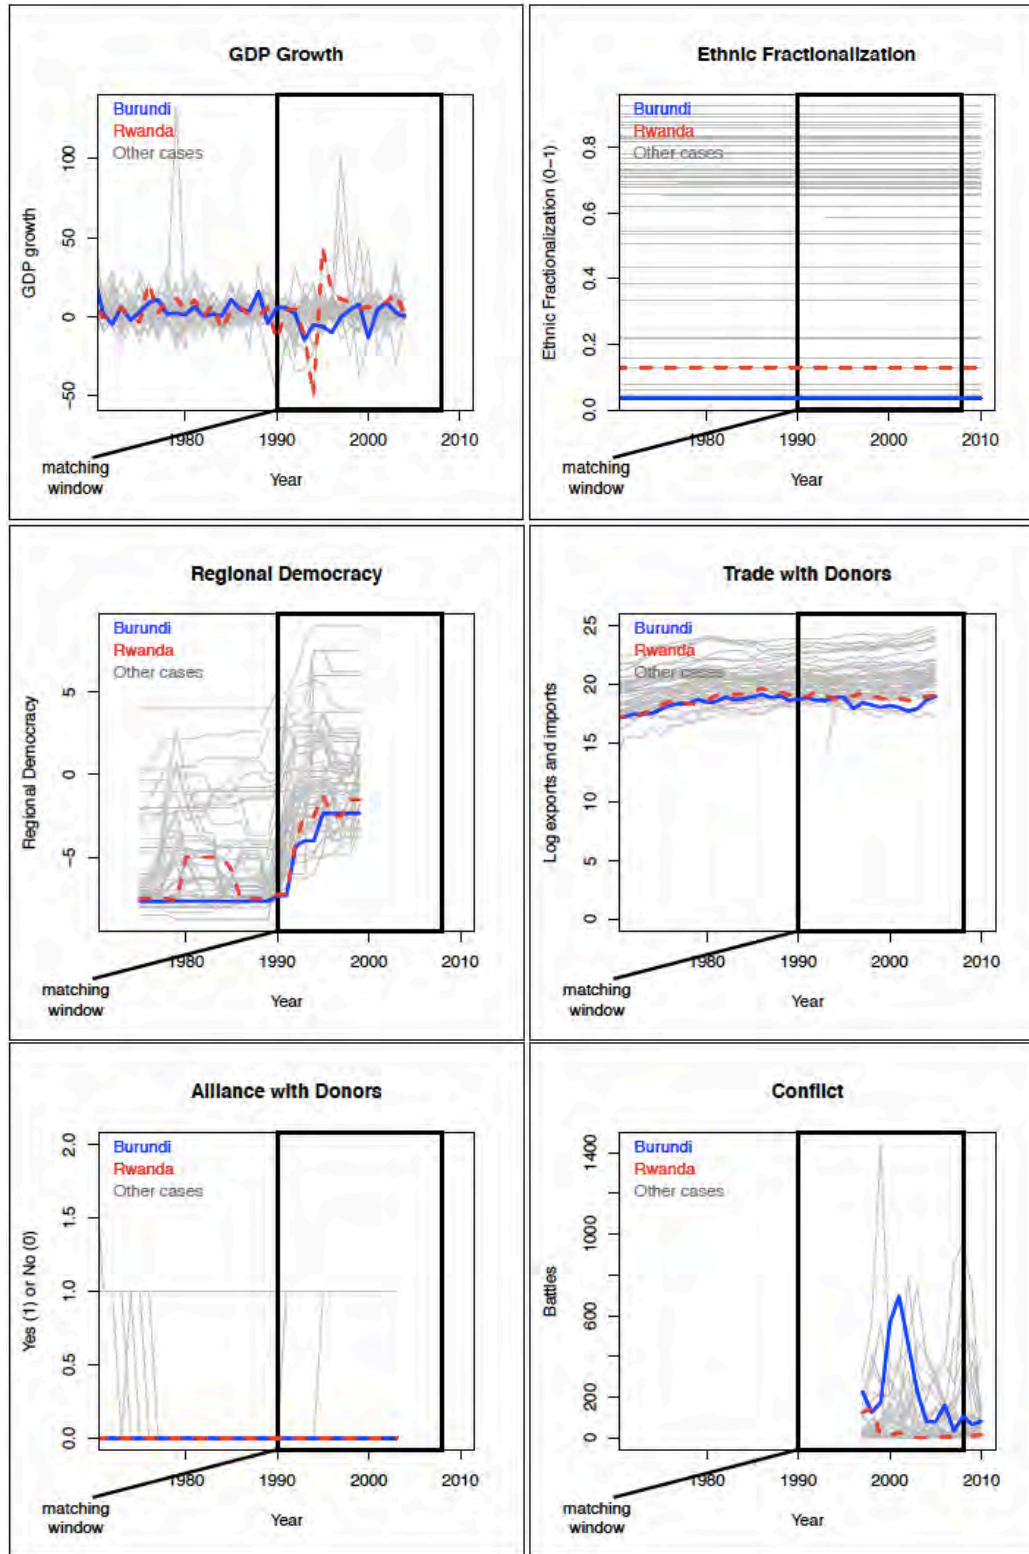 GDP Growth
Burundi
Rwanda
Other cases
GDP growth
100
50
0
−50
1980
1990
2000
2010
matching
window
Year
Ethnic Fractionalization
Burundi
Rwanda
Other cases
Ethnic Fractionalization (0−1)
0.8
0.6
0.4
0.2
0.0
1980
1990
2000
2010
matching
window
Year
Regional Democracy
Burundi
Rwanda
Other cases
Regional Democracy
5
0
−5
1980
1990
2000
2010
matching
window
Year
Trade with Donors
Burundi
Rwanda
Other cases
Log exports and imports
25
20
15
10
5
0
1980
1990
2000
2010
matching
window
Year
Alliance with Donors
Burundi
Rwanda
Other cases
Yes (1) or No (0)
2.0
1.5
1.0
0.5
0.0
1980
1990
2000
2010
matching
window
Year
Conflict
Burundi
Rwanda
Other cases
Battles
1400
1000
600
200
0
1980
1990
2000
2010
matching
window
Year